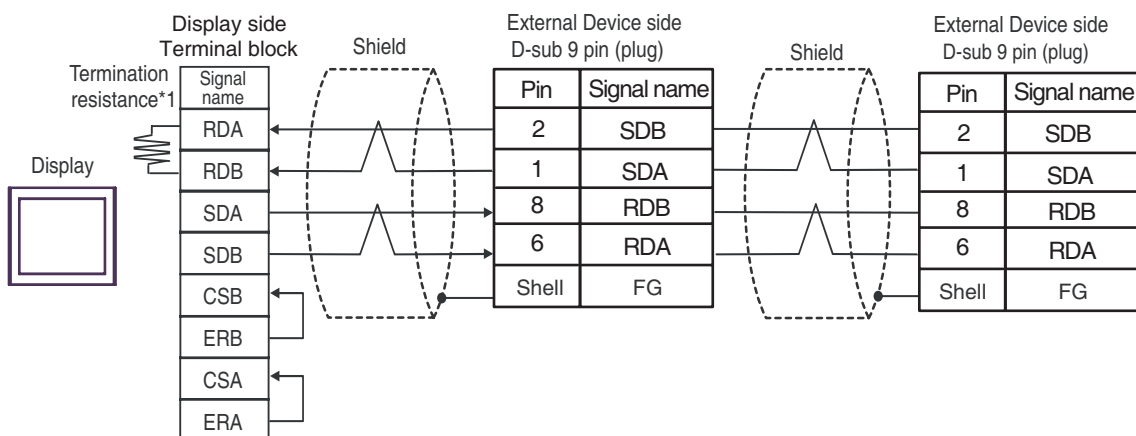 Display side
Terminal block
Shield
External Device side
D-sub 9 pin (plug)
Shield
External Device side
D-sub 9 pin (plug)
Termination
resistance*1
Display
Signal
name
RDA
RDB
SDA
SDB
CSB
ERB
CSA
ERA
Pin Signal name
2 SDB
1 SDA
8 RDB
6 RDA
Shell FG
Pin Signal name
2 SDB
1 SDA
8 RDB
6 RDA
Shell FG